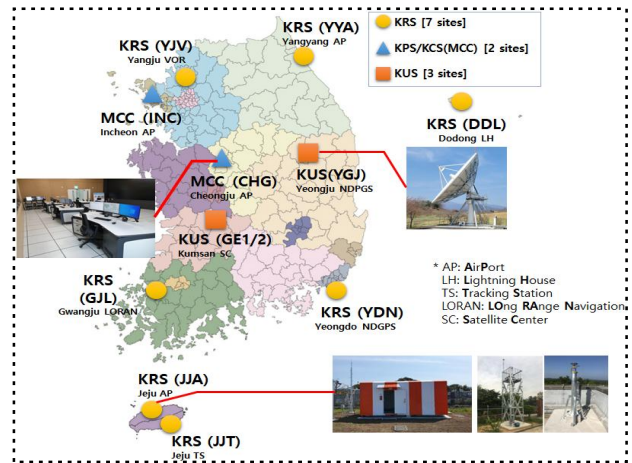 KRS [7 sites]
KPS/KCS(MCC) [2 sites]
KUS [3 sites]
KRS (YYA)
Yangyang AP
KRS (YJV)
Yangju VOR
MCC (INC)
Incheon AP
KRS (DDL)
Dodong LH
MCC (CHG)
Cheongju AP
KUS(YGJ)
Yeongju NDPGS
KUS (GE1/2)
Kumsan SC
KRS
(GJL)
Gwangju LORAN
KRS (YDN)
Yeongdo NDGPS
* AP: AirPort
LH: Lightning House
TS: Tracking Station
LORAN: LOng RAnge Navigation
SC: Satellite Center
KRS (JJA)
Jeju AP
KRS (JJT)
Jeju TS